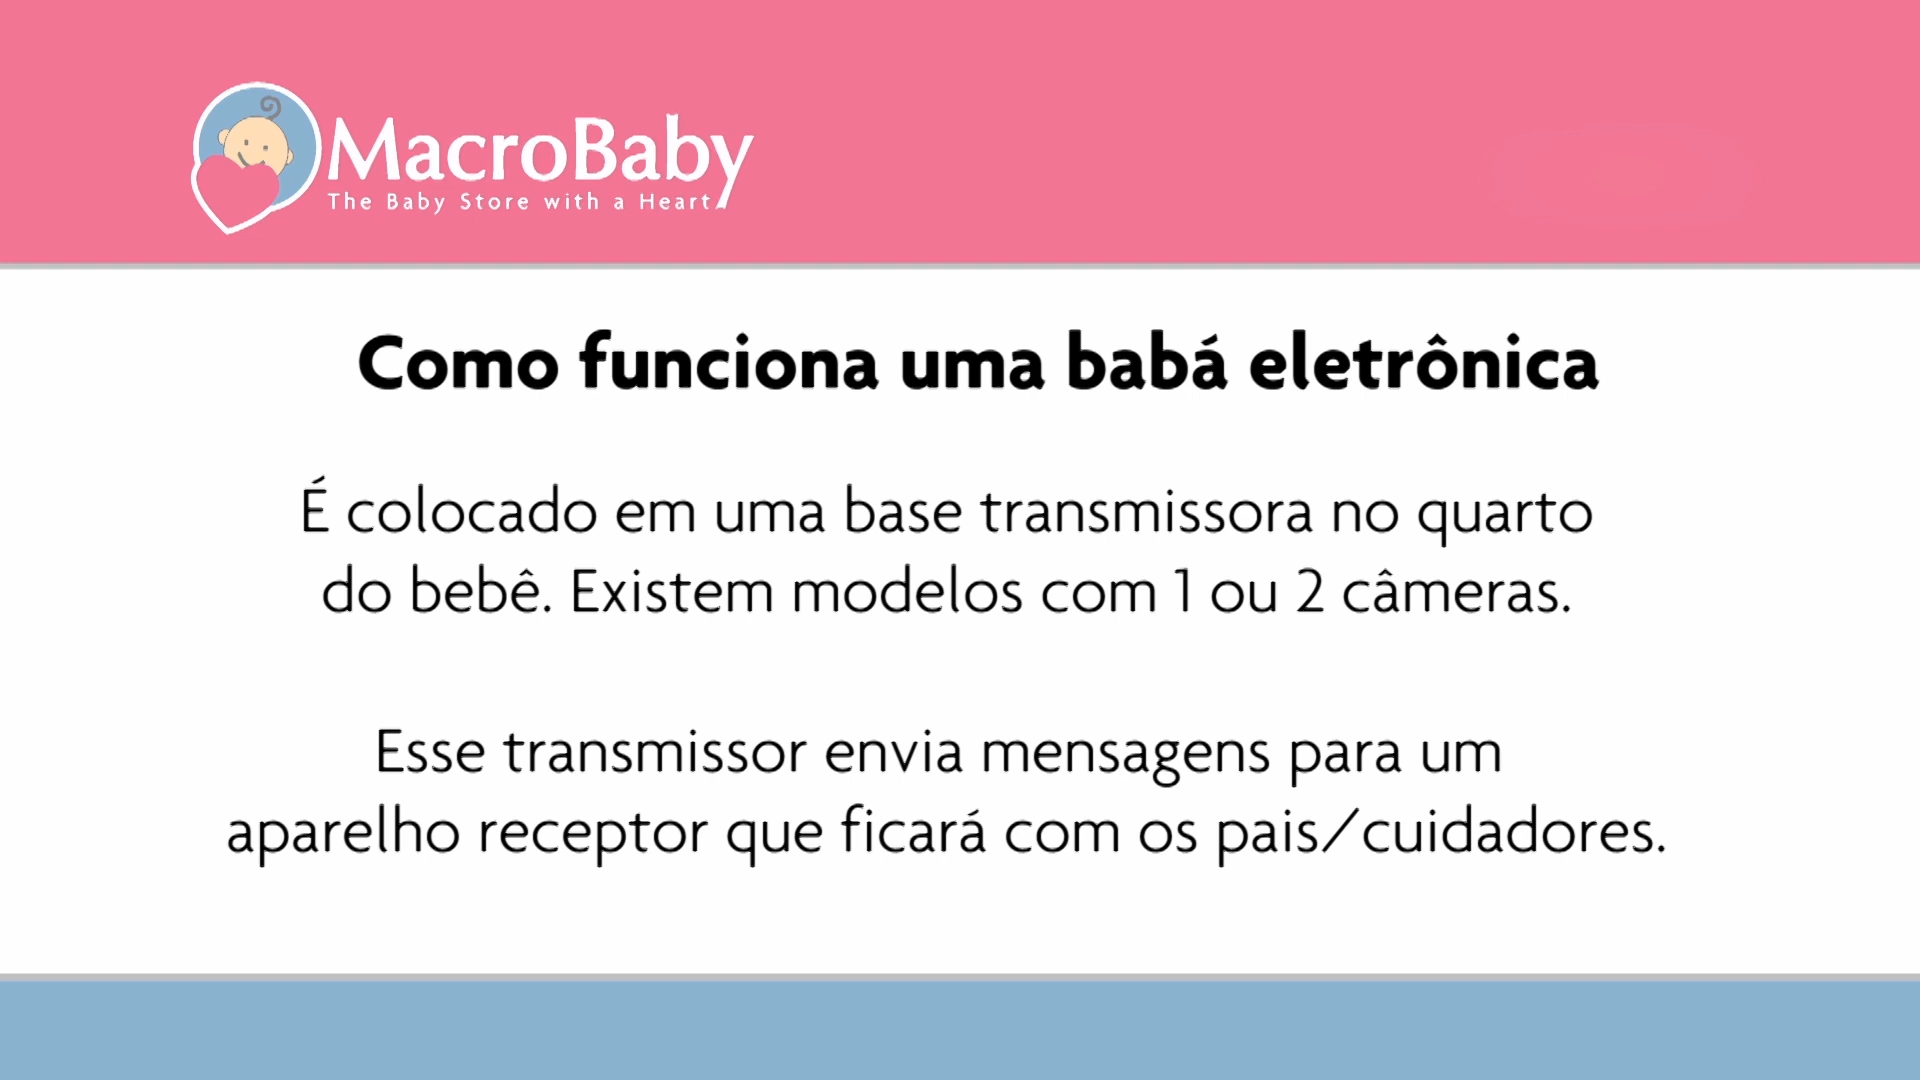 MacroBaby
The Baby Store with a Heart
Como funciona uma babá eletrônica
É colocado em uma base transmissora no quarto
do bebê. Existem modelos com 1 ou 2 câmeras.
Esse transmissor envia mensagens para um
aparelho receptor que ficará com os pais/cuidadores.